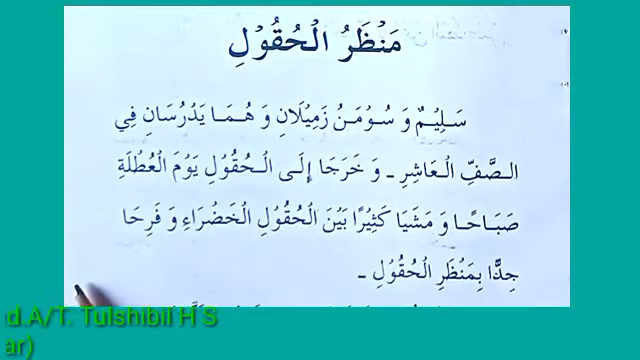 مَنْظَرُ الْحُقُوْلِ
سَلِيْمٌ وَ سُوْمَنُ زَمِيْلَانِ وَ هُمَا يَدْرُسَانِ فِي
الصَّفِّ الْعَاشِرِ ـ وَ خَرَجَا إِلَى الْحُقُوْلِ يَوْمَ الْعُطْلَةِ
صَبَاحًا وَ مَشَيَا كَثِيْرًا بَيْنَ الْحُقُوْلِ الْخَضْرَاءِ وَ فَرِحَا
جِدًّا بِمَنْظَرِ الْحُقُوْلِ ـ
d.A/T. Tulshibil H S
ar)